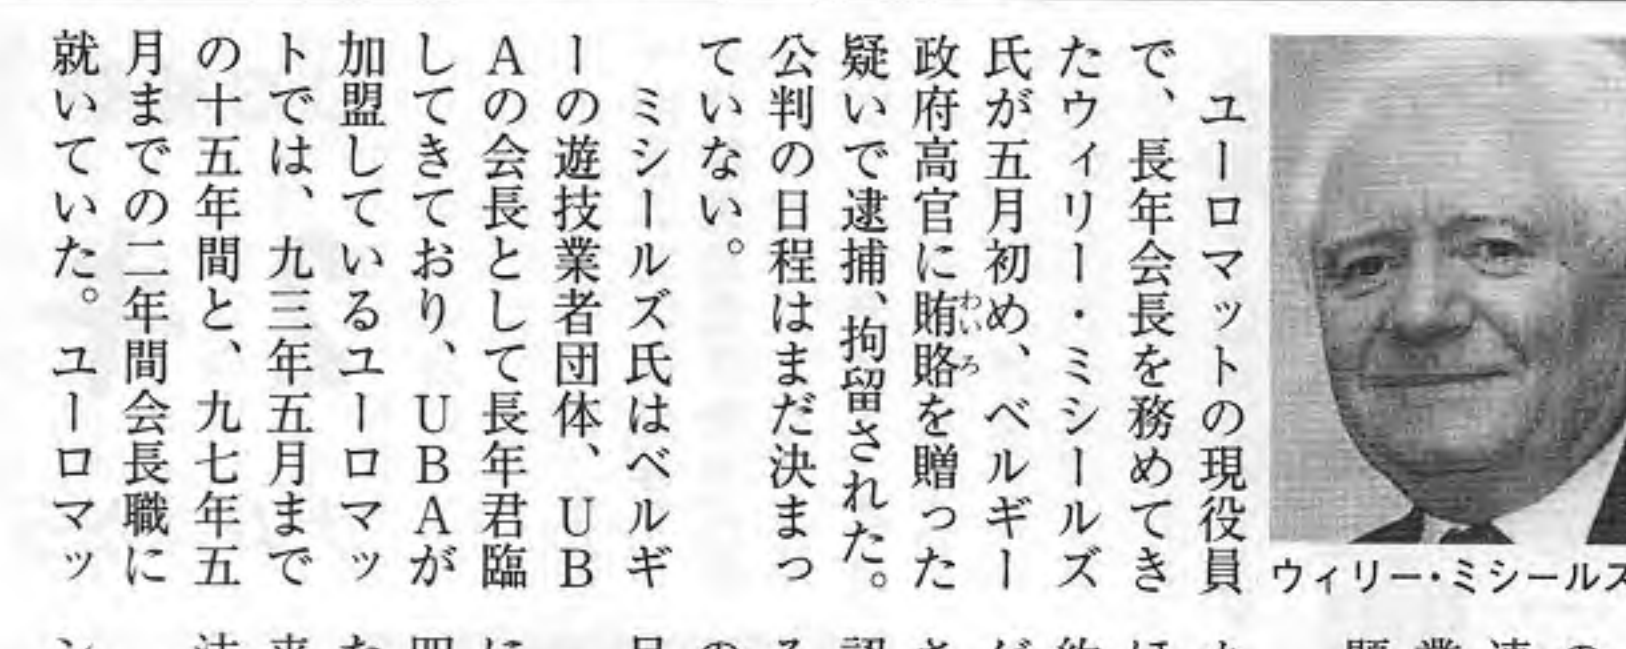 ユーロマットの現役員
で、長年会長を務めてき
たウィリー・ミシールズ
氏が五月初め、ベルギー
政府高官に賄賂を贈った
わいろ
疑いで逮捕、拘留された。
公判の日程はまだ決まっ
ていない。
ミシールズ氏はベルギ
ーの遊技業者団体、UB
Aの会長として長年君臨
してきており、UBAが
加盟しているユーロマッ
トでは、九三年五月まで
の十五年間と、九七年五
月までの二年間会長職に
就いていた。ユーロマッ
ウィリー・ミシールズ